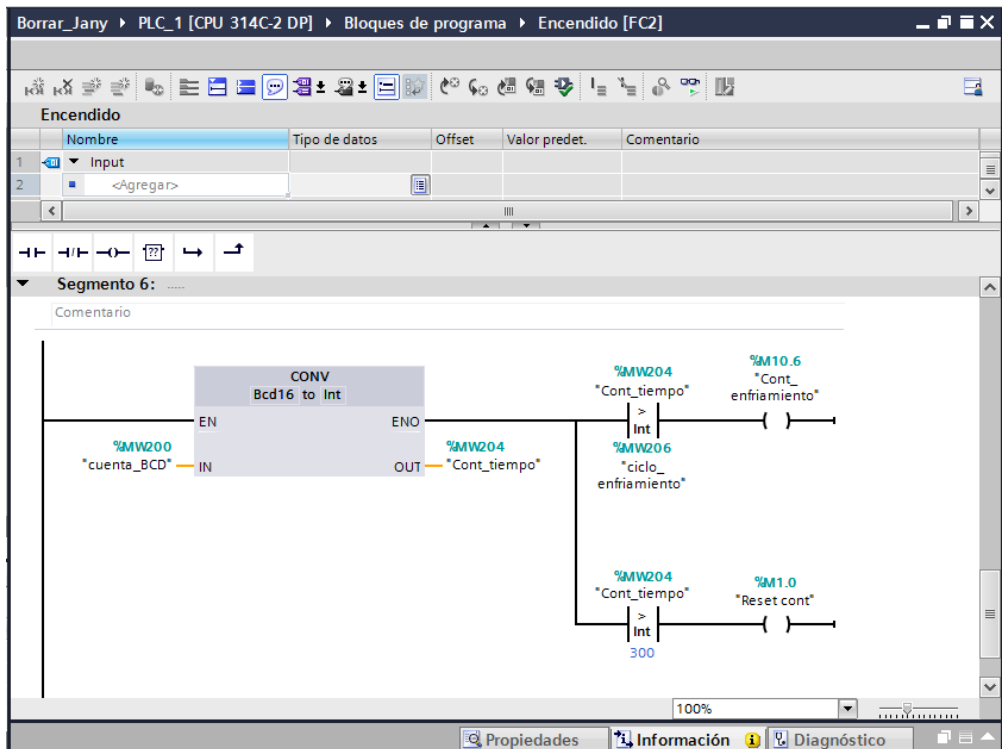 Borrar_Jany ▸ PLC_1 [CPU 314C-2 DP] ▸ Bloques de programa ▸ Encendido [FC2]
Encendido
Nombre Tipo de datos Offset Valor predet. Comentario
1 Input
2 <Agregar>
??
Segmento 6: .....
Comentario
CONV
Bcd16 to Int
EN ENO
%MW200
"cuenta_BCD" IN
%MW204
OUT "Cont_tiempo"
%MW204
"Cont_tiempo"
>
Int
%MW206
"ciclo_
enfriamiento"
%M10.6
"Cont_
enfriamiento"
%MW204
"Cont_tiempo"
>
Int
300
%M1.0
"Reset cont"
100%
Propiedades Información Diagnóstico